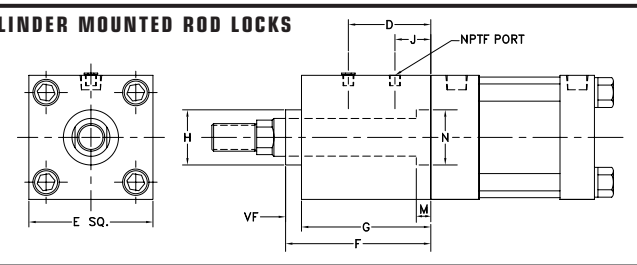 LINDER MOUNTED ROD LOCKS
D
J
NPTF PORT
H
N
M
VF
G
E SQ.
F